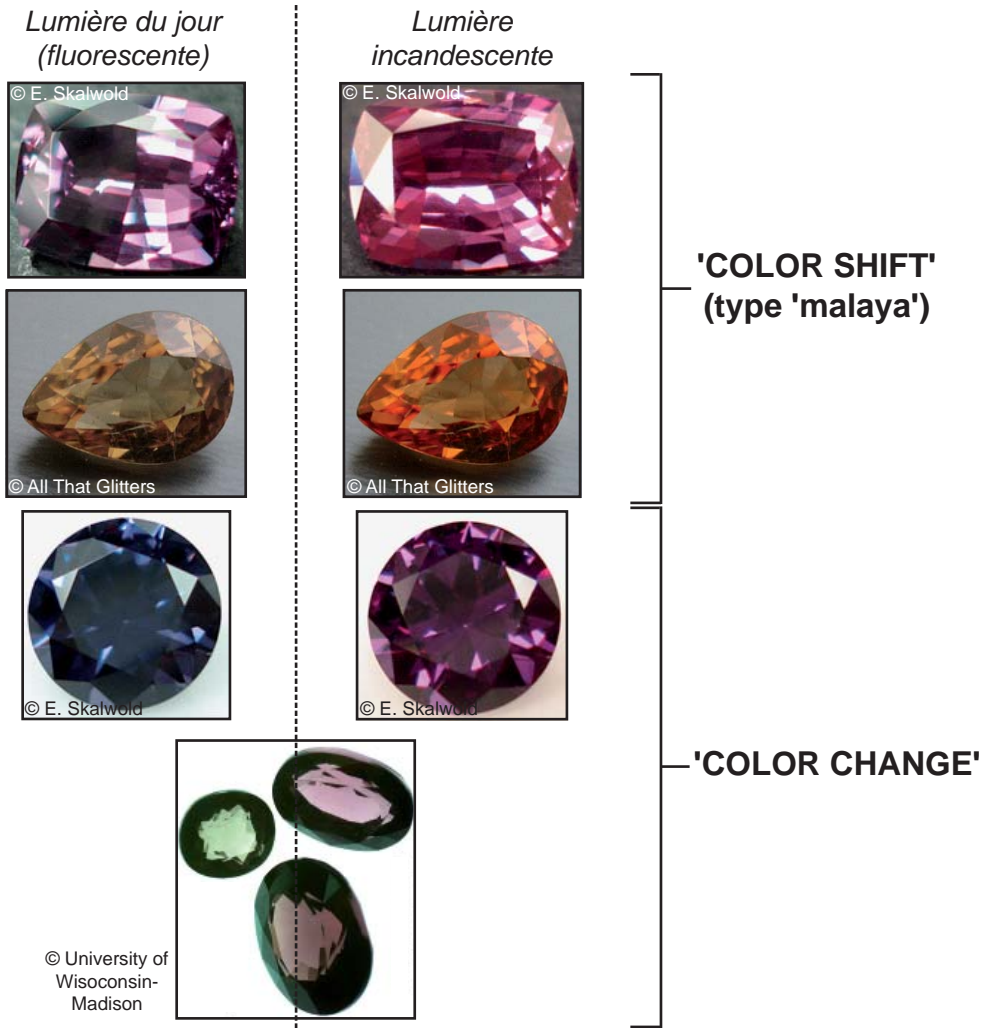 Lumière du jour
(fluorescente)
Lumière
incandescente
© E. Skalwold
© E. Skalwold
'COLOR SHIFT'
(type 'malaya')
© All That Glitters
© All That Glitters
© E. Skalwold
© E. Skalwold
'COLOR CHANGE'
© University of
Wisoconsin-
Madison